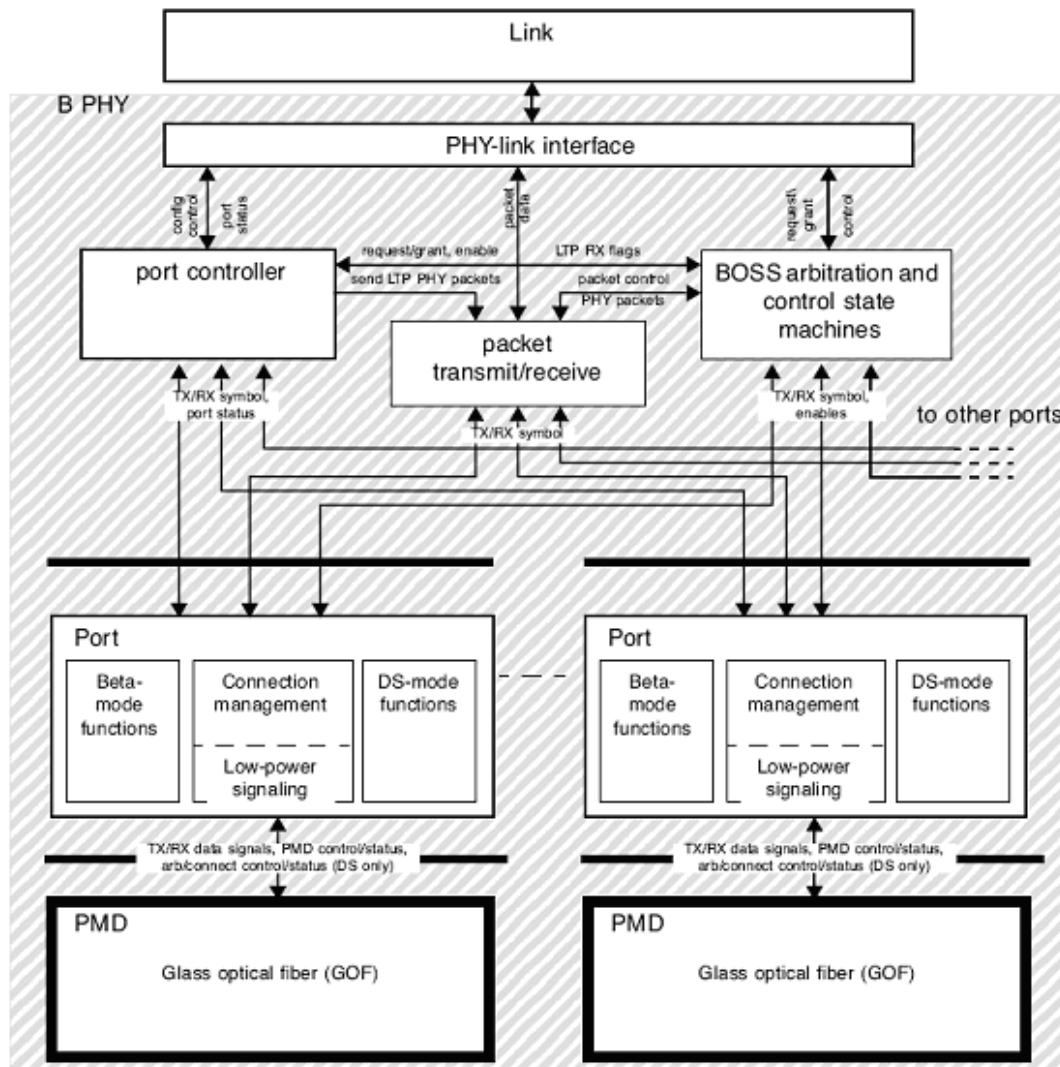 Link
B PHY
PHY-link interface
config
control
port
status
packet
data
request\
grant
control
port controller
request/grant, enable
LTP RX flags
send LTP PHY packets
packet control
PHY packets
BOSS arbitration and
control state
machines
packet
transmit/receive
TX/RX symbol,
port status
TX/RX symbol
TX/RX symbol,
enables
to other ports
Port
Beta-
mode
functions
Connection
management
Low-power
signaling
DS-mode
functions
Port
Beta-
mode
functions
Connection
management
Low-power
signaling
DS-mode
functions
TX/RX data signals, PMD control/status,
arb/connect control/status (DS only)
TX/RX data signals, PMD control/status,
arb/connect control/status (DS only)
PMD
Glass optical fiber (GOF)
PMD
Glass optical fiber (GOF)